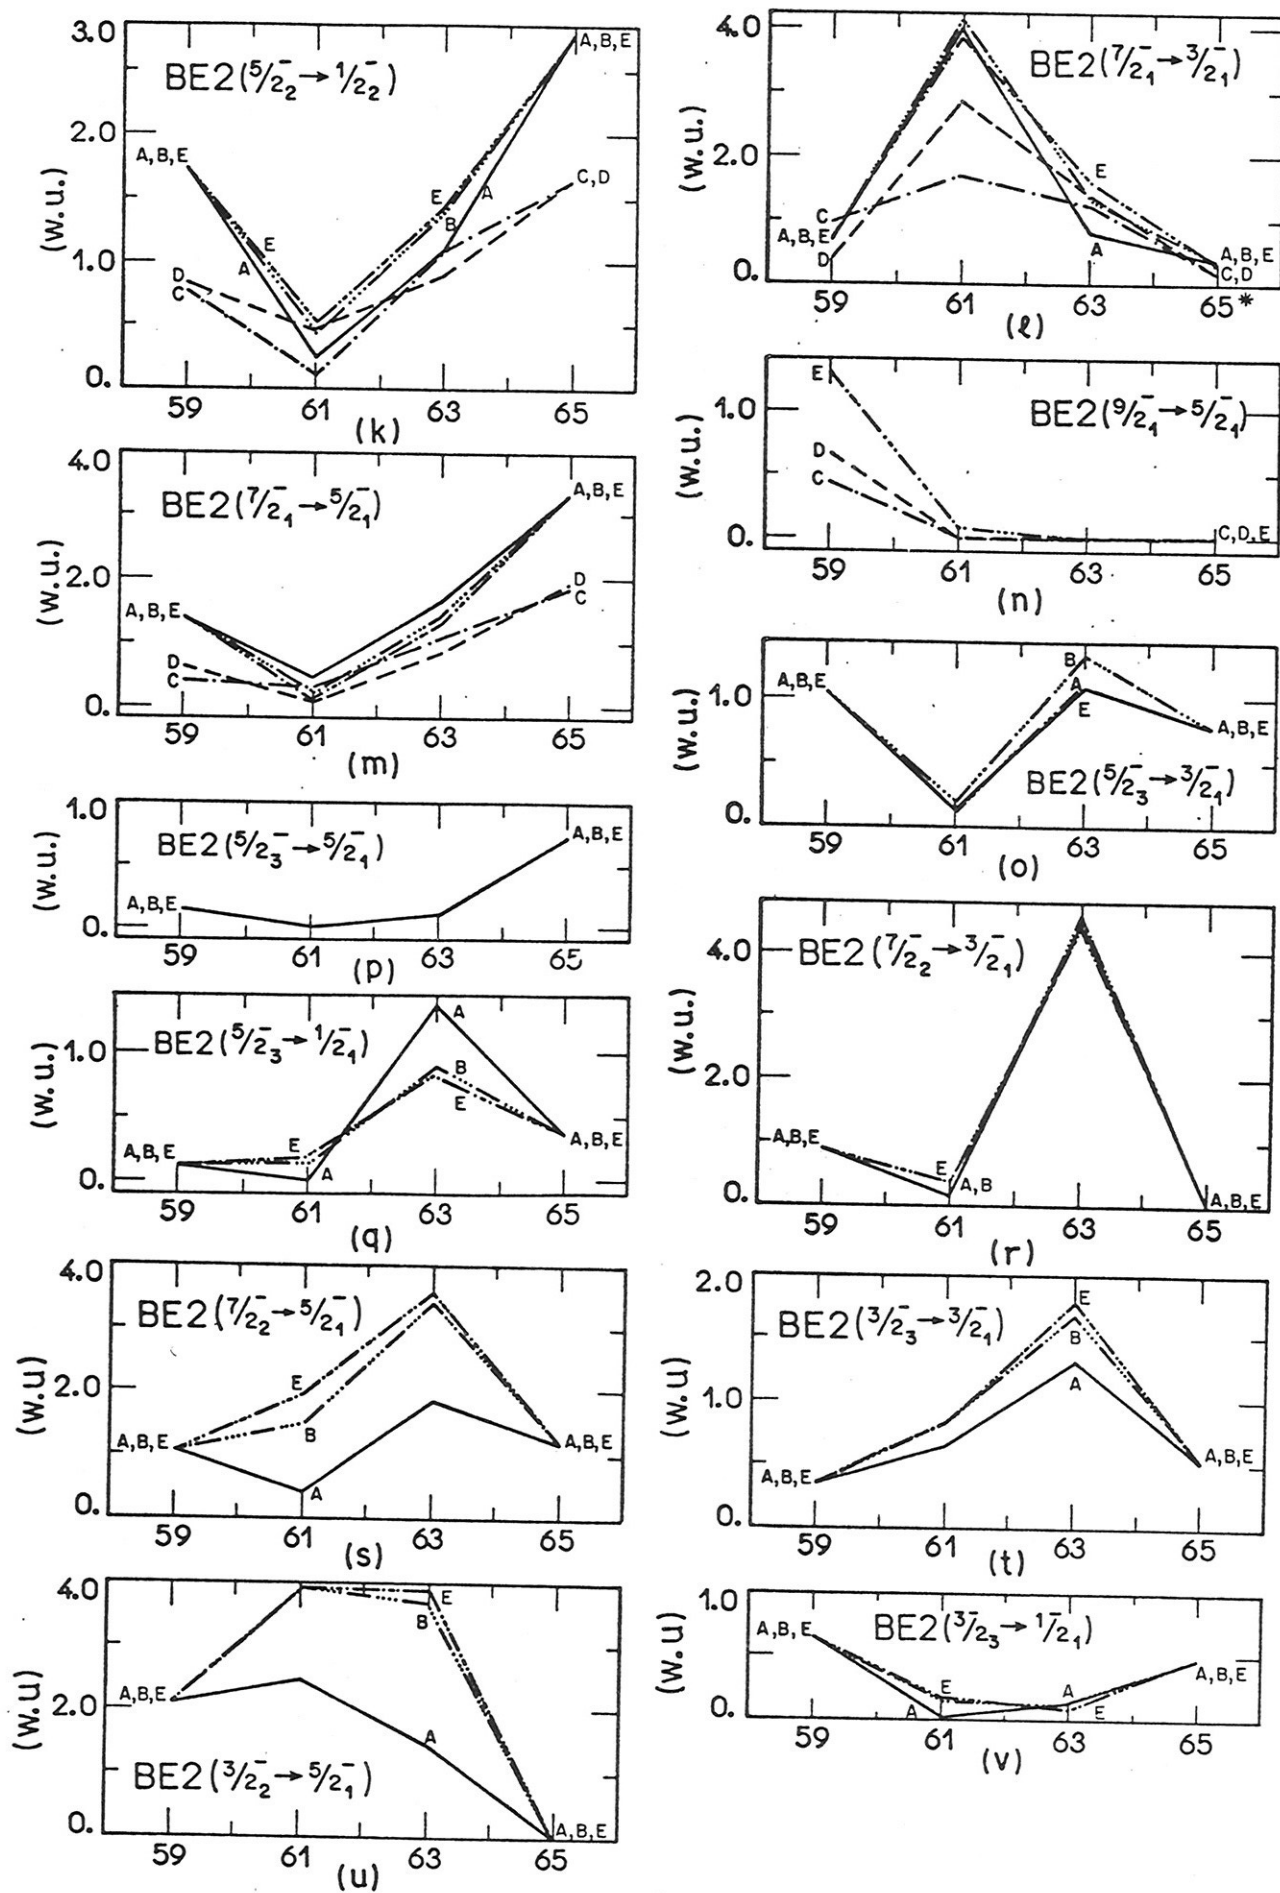 3.0
2.0
1.0
0.
(w.u.)
BE2(5/2₂⁻→1/2₂⁻)
A,B,E
A,B,E
E
A
E
A
B
C,D
D
C
59 61 63 65
(k)
4.0
2.0
0.
(w.u.)
BE2(7/2₁⁻→3/2₁⁻)
E
C
A,B,E
D
A
A,B,E
C,D
59 61 63 65*
(ℓ)
4.0
2.0
0.
(w.u.)
BE2(7/2₁⁻→5/2₁⁻)
A,B,E
A,B,E
D
C
D
C
59 61 63 65
(m)
1.0
0.
(w.u.)
BE2(9/2₁⁻→5/2₁⁻)
E
D
C
C,D,E
59 61 63 65
(n)
1.0
0.
(w.u.)
A,B,E
B
A
E
A,B,E
BE2(5/2₃⁻→3/2₁⁻)
59 61 63 65
(o)
1.0
0.
(w.u.)
BE2(5/2₃⁻→5/2₁⁻)
A,B,E
A,B,E
59 61 63 65
(p)
1.0
0.
(w.u.)
BE2(5/2₃⁻→1/2₁⁻)
A
B
E
A,B,E
E
A
A,B,E
59 61 63 65
(q)
4.0
2.0
0.
(w.u.)
BE2(7/2₂⁻→3/2₁⁻)
A,B,E
E
A,B
A,B,E
59 61 63 65
(r)
4.0
2.0
0.
(w.u)
BE2(7/2₂⁻→5/2₁⁻)
E
B
A,B,E
A
A,B,E
59 61 63 65
(s)
2.0
1.0
0.
(w.u)
BE2(3/2₃⁻→3/2₁⁻)
E
B
A
A,B,E
A,B,E
59 61 63 65
(t)
4.0
2.0
0.
(w.u)
E
B
A,B,E
A
BE2(3/2₂⁻→5/2₁⁻)
A,B,E
59 61 63 65
(u)
1.0
0.
(w.u)
BE2(3/2₃⁻→1/2₁⁻)
A,B,E
E
A
A
E
A,B,E
59 61 63 65
(v)